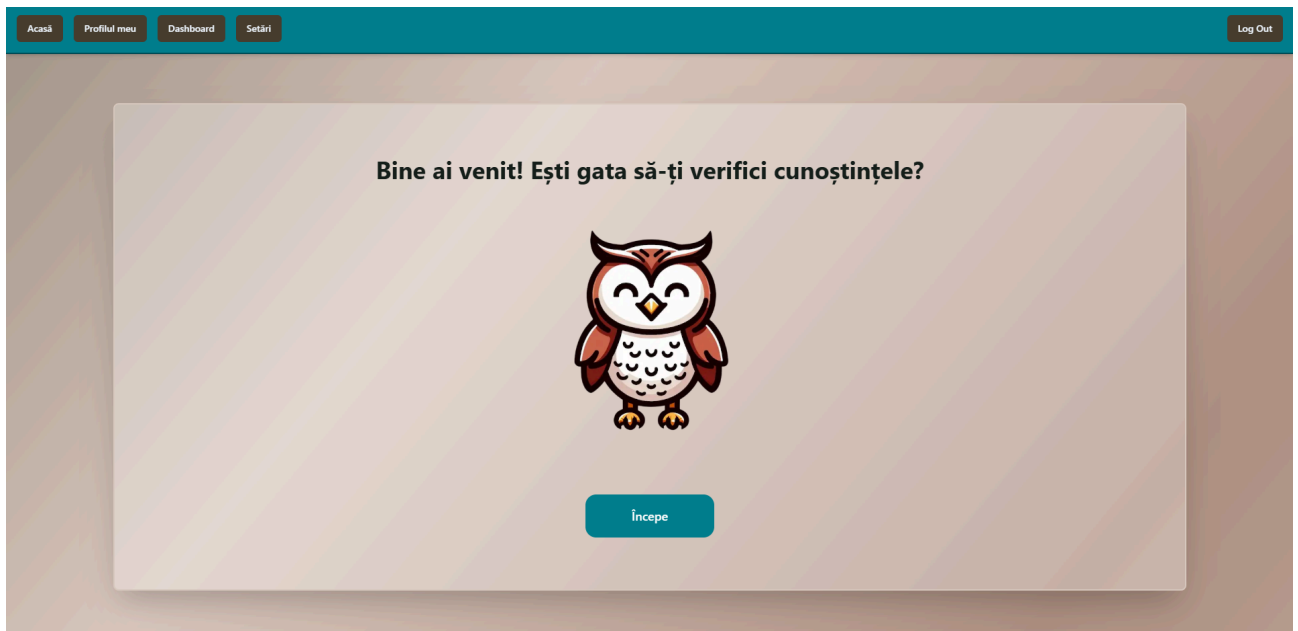 Acasă
Profilul meu
Dashboard
Setări
Log Out
Bine ai venit! Ești gata să-ți verifici cunoștințele?
Începe